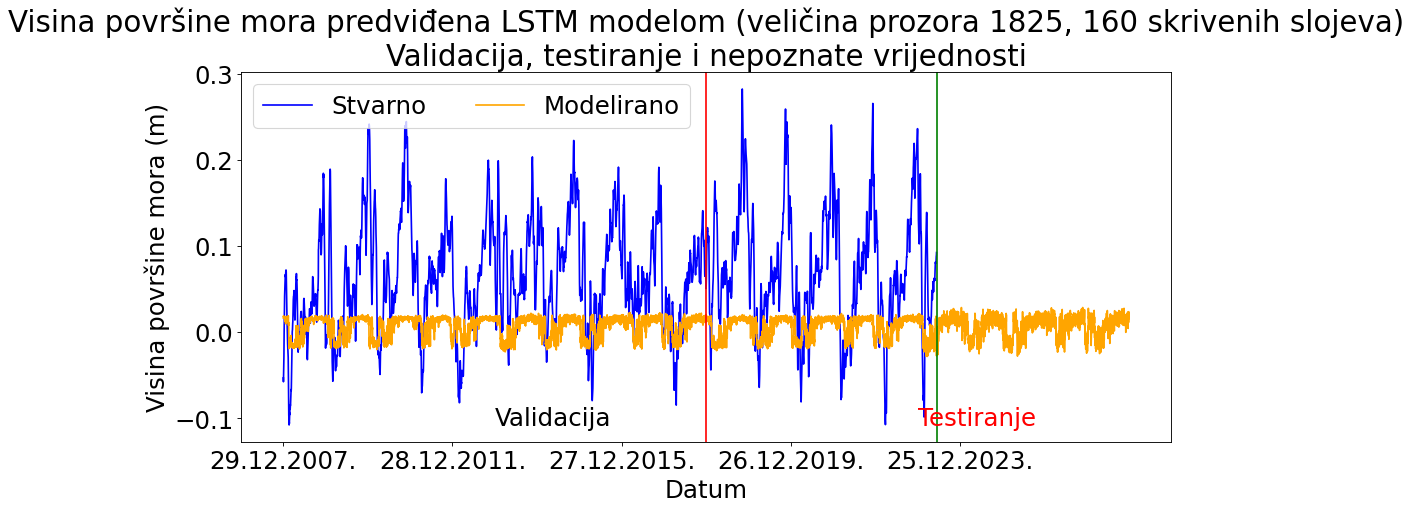 Visina površine mora predviđena LSTM modelom (veličina prozora 1825, 160 skrivenih slojeva)
Validacija, testiranje i nepoznate vrijednosti
Stvarno
Modelirano
Visina površine mora (m)
0.3
0.2
0.1
0.0
−0.1
Validacija
Testiranje
29.12.2007.
28.12.2011.
27.12.2015.
26.12.2019.
25.12.2023.
Datum